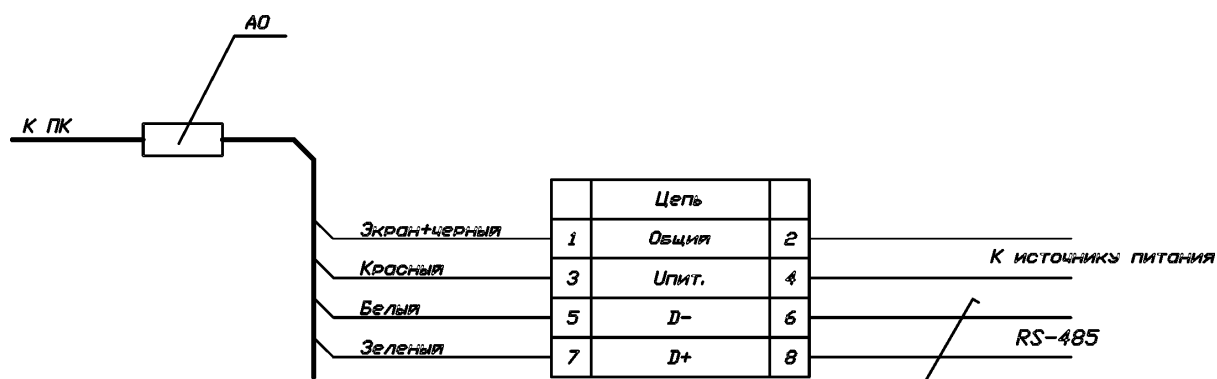 А0
К ПК
Цепь
Экран+черный 1 Общий 2
К источнику питания
Красный 3 Uпит. 4
Белый 5 D- 6
RS-485
Зеленый 7 D+ 8